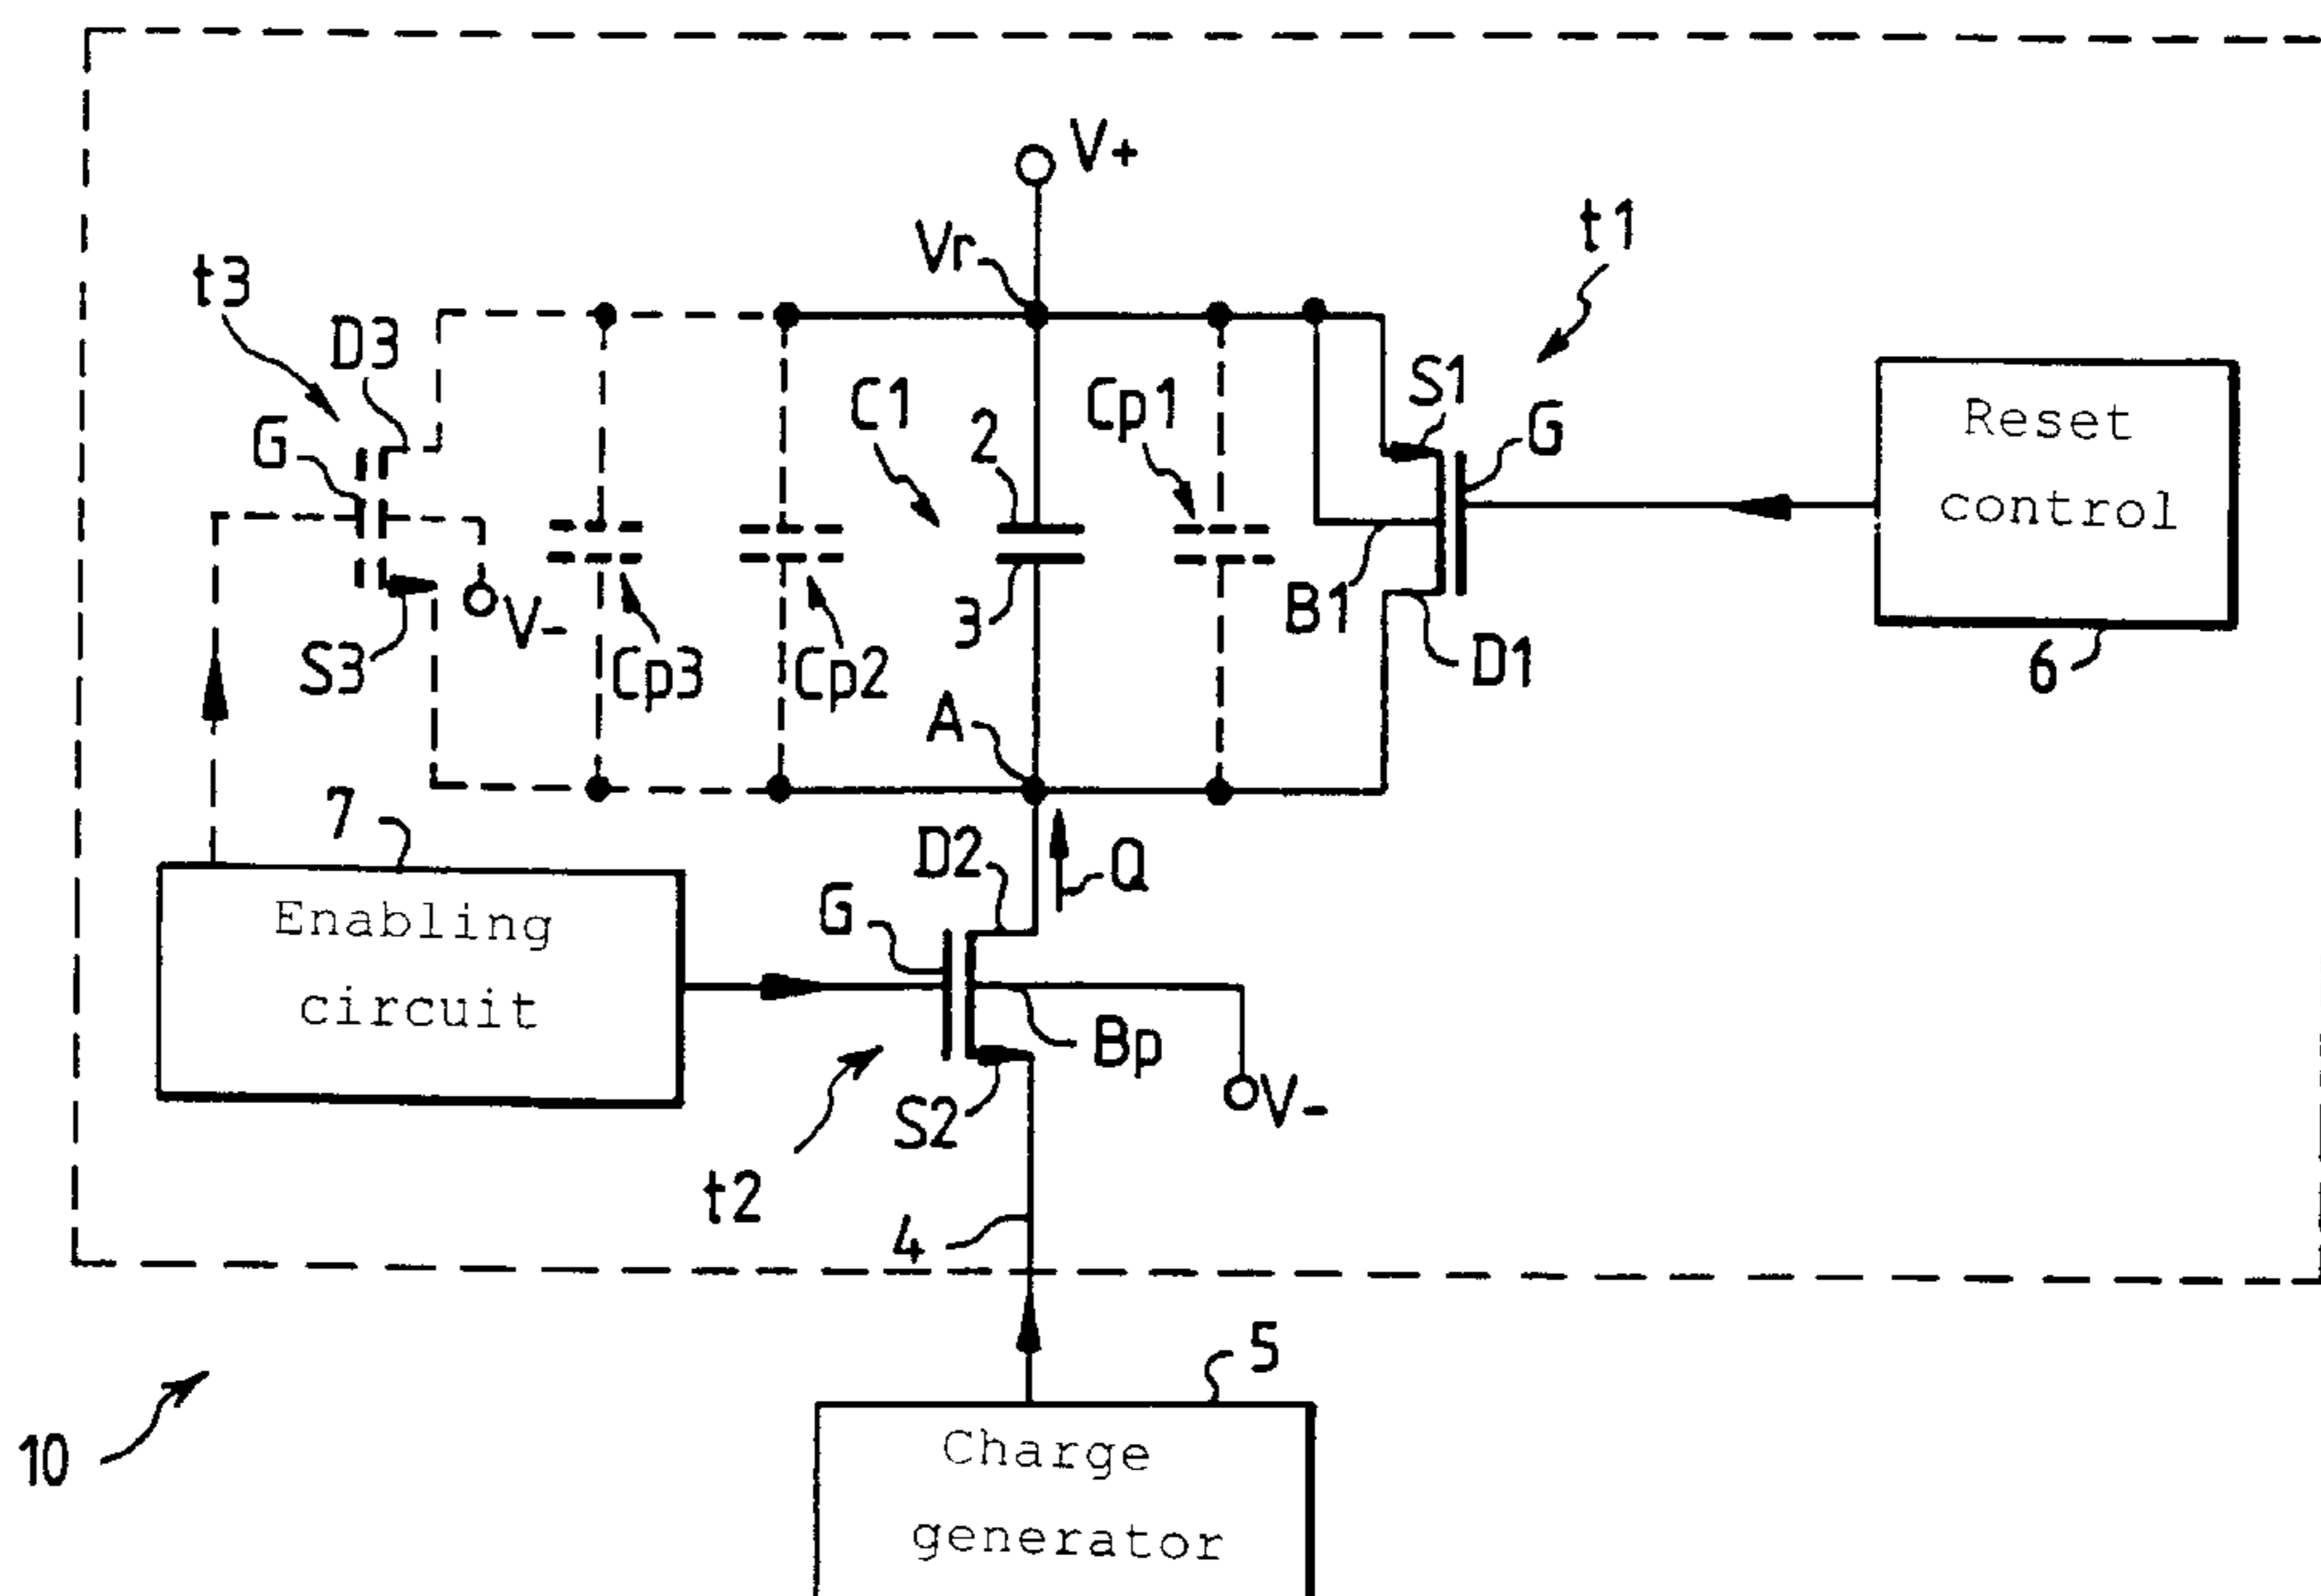 V+
Vr
t1
t3
D3
G
C1
2
Cp1
S1
G
Reset
control
6
V-
S3
Cp3
Cp2
3
B1
D1
A
7
Enabling
circuit
D2
Q
G
Bp
V-
S2
t2
4
5
10
Charge
generator